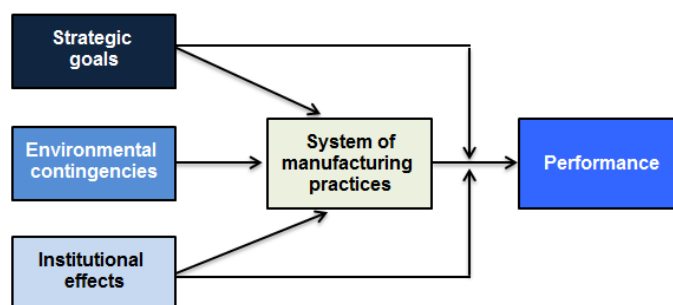 Strategic
goals
Environmental
contingencies
System of
manufacturing
practices
Performance
Institutional
effects